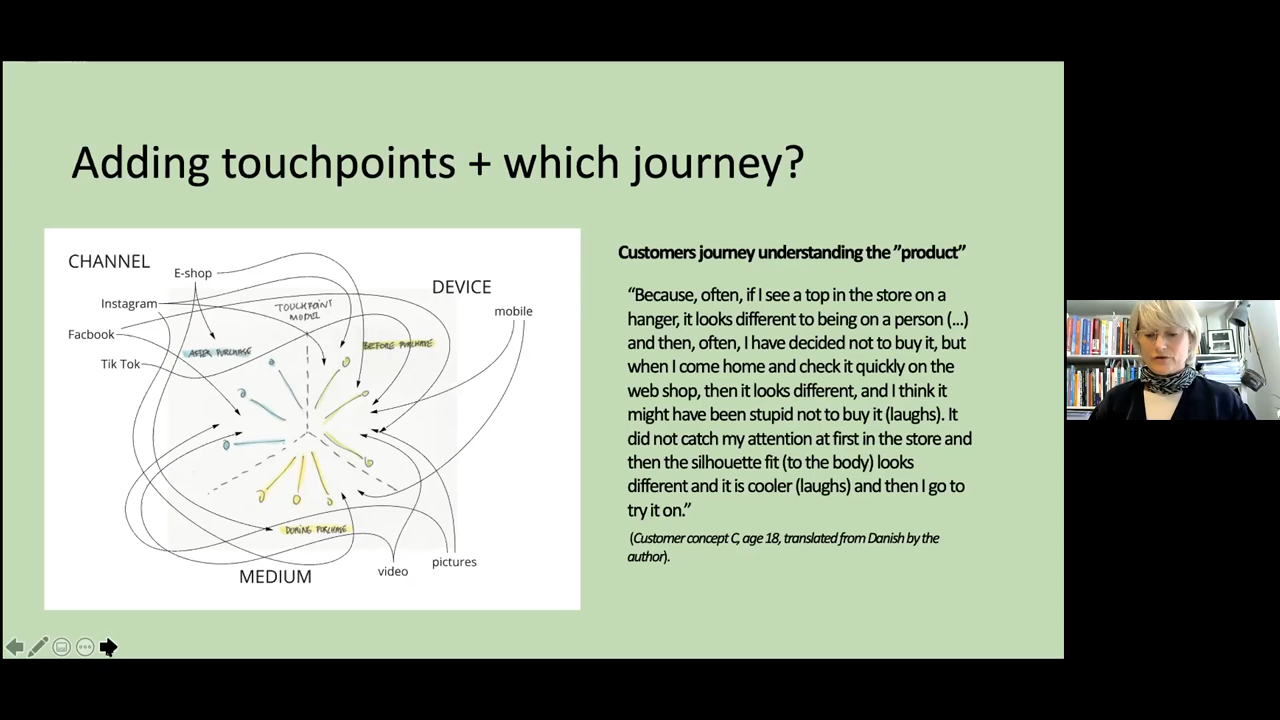 Adding touchpoints + which journey?
CHANNEL
E-shop
Instagram
Facbook
Tik Tok
DEVICE
mobile
TOUCHPOINT
MODEL
AFTER PURCHASE
BEFORE PURCHASE
DURING PURCHASE
MEDIUM
video
pictures
Customers journey understanding the ”product”
“Because, often, if I see a top in the store on a
hanger, it looks different to being on a person (...)
and then, often, I have decided not to buy it, but
when I come home and check it quickly on the
web shop, then it looks different, and I think it
might have been stupid not to buy it (laughs). It
did not catch my attention at first in the store and
then the silhouette fit (to the body) looks
different and it is cooler (laughs) and then I go to
try it on.”
(Customer concept C, age 18, translated from Danish by the
author).